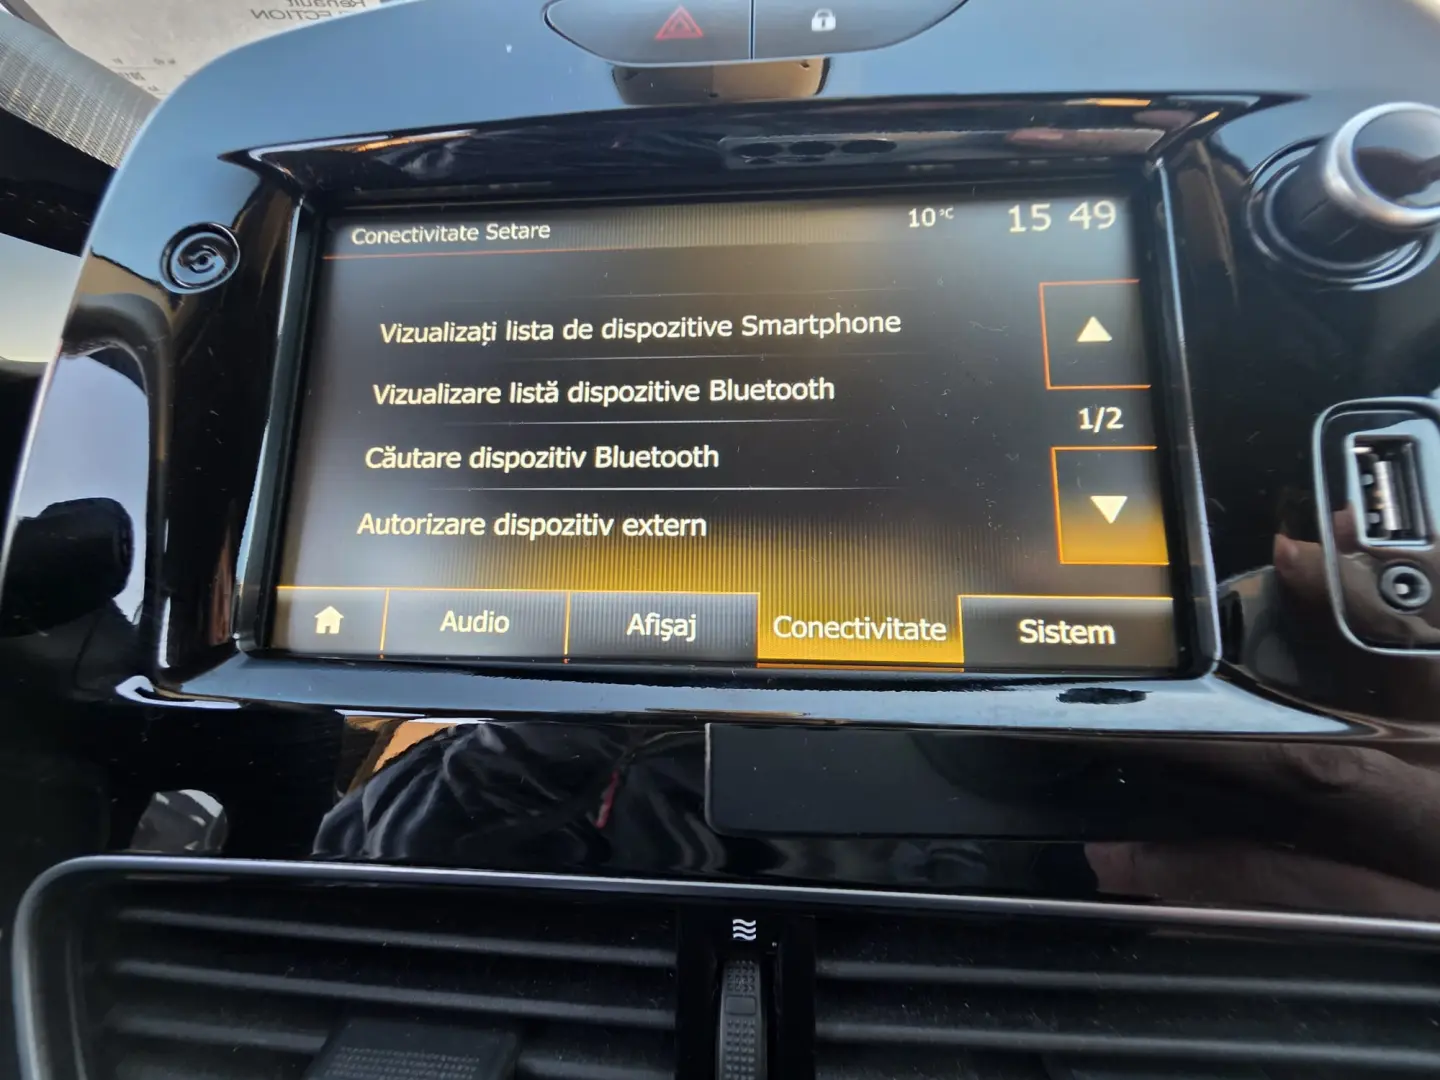 Conectivitate Setare
10°C
15 49
Vizualizați lista de dispozitive Smartphone
Vizualizare listă dispozitive Bluetooth
1/2
Căutare dispozitiv Bluetooth
Autorizare dispozitiv extern
Audio
Afişaj
Conectivitate
Sistem